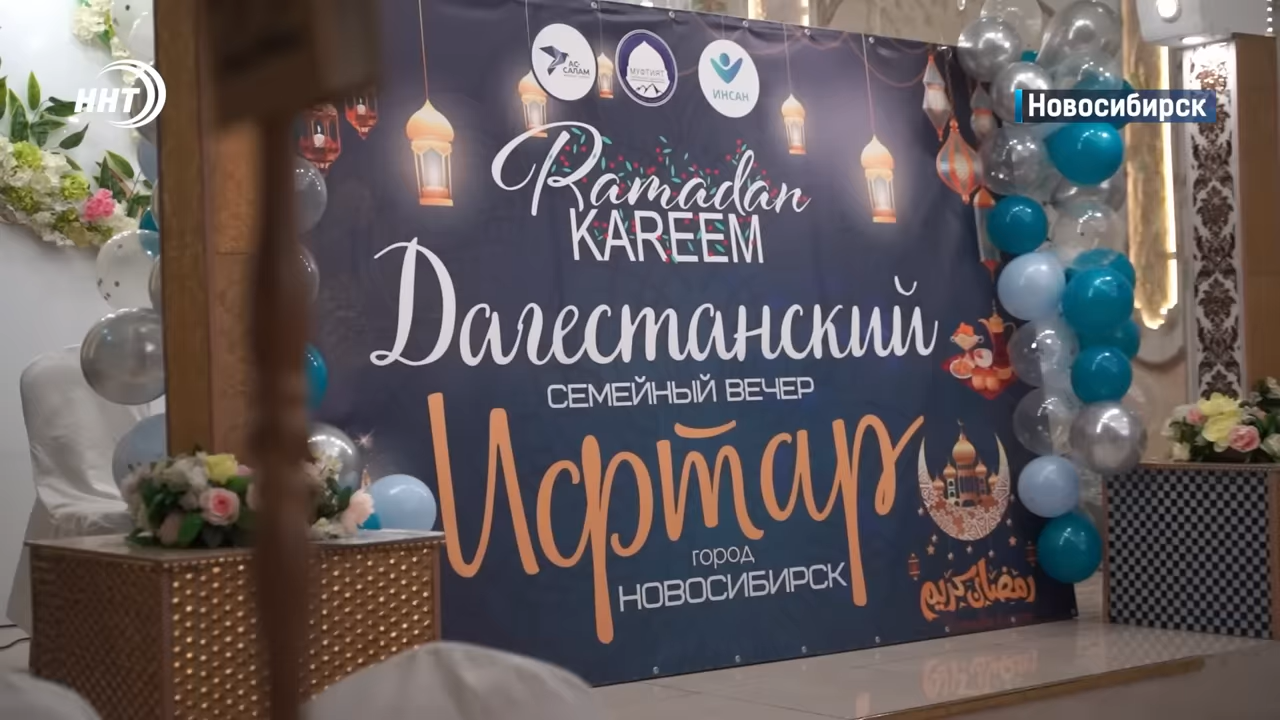 ННТ
Новосибирск
АС-
САЛАМ
МУФТИЯТ
ИНСАН
Ramadan
KAREEM
Дагестанский
СЕМЕЙНЫЙ ВЕЧЕР
Ифтар
город
НОВОСИБИРСК
رمضان كريم